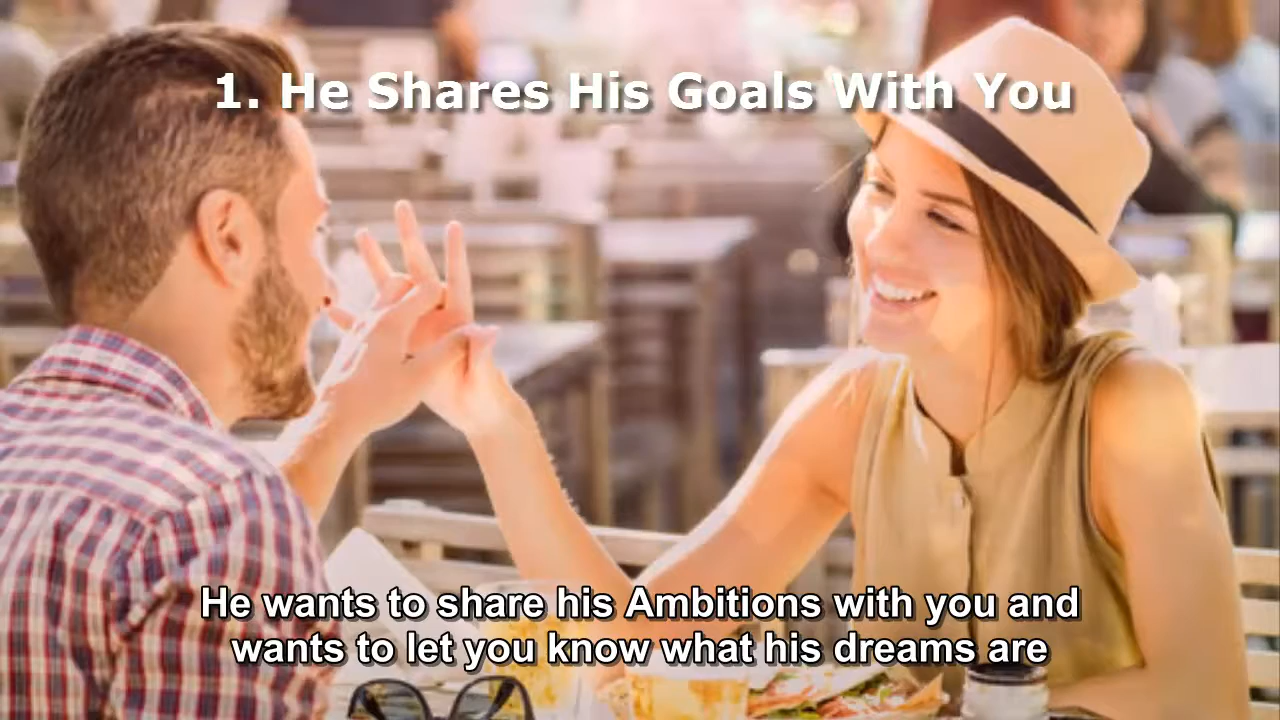 1. He Shares His Goals With You
He wants to share his Ambitions with you and
wants to let you know what his dreams are